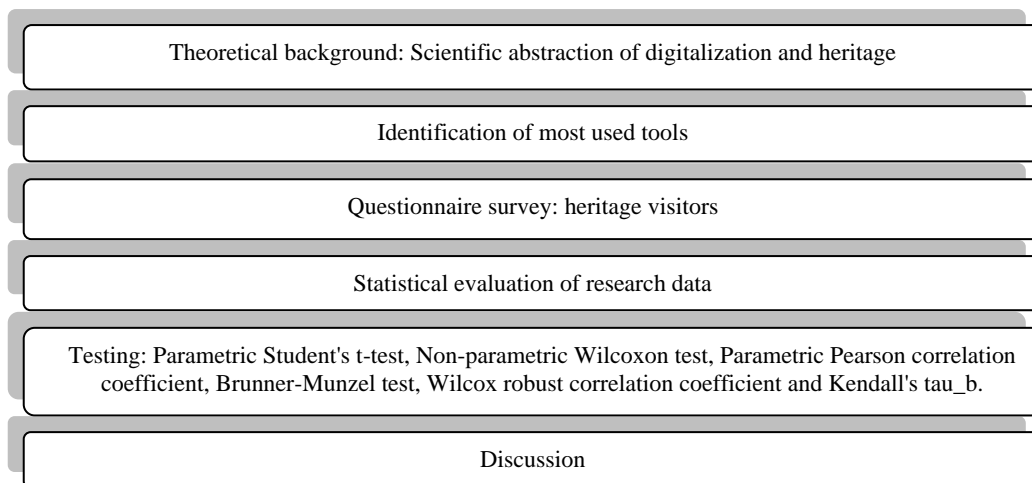 Theoretical background: Scientific abstraction of digitalization and heritage
Identification of most used tools
Questionnaire survey: heritage visitors
Statistical evaluation of research data
Testing: Parametric Student's t-test, Non-parametric Wilcoxon test, Parametric Pearson correlation
coefficient, Brunner-Munzel test, Wilcox robust correlation coefficient and Kendall's tau_b.
Discussion